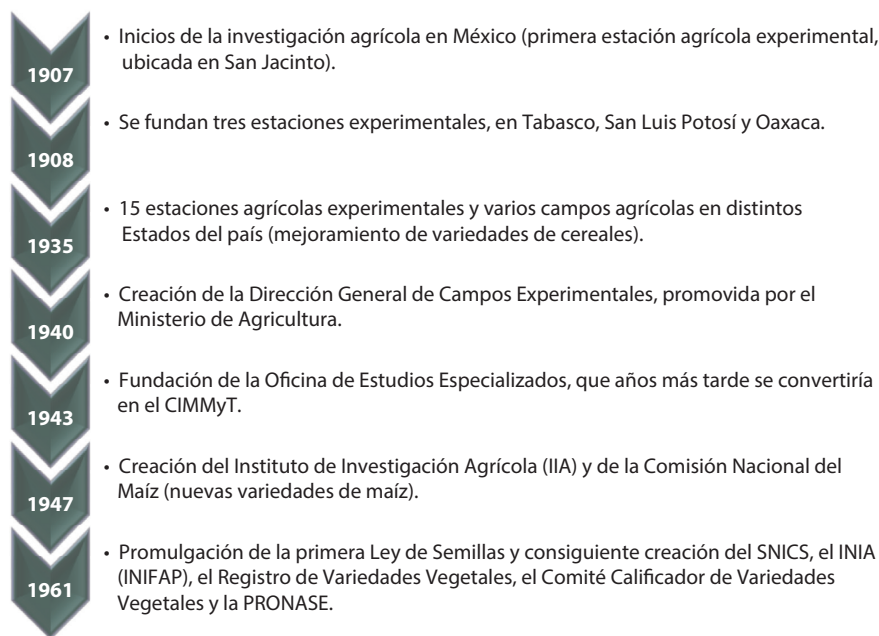 1907
• Inicios de la investigación agrícola en México (primera estación agrícola experimental,
ubicada en San Jacinto).
1908
• Se fundan tres estaciones experimentales, en Tabasco, San Luis Potosí y Oaxaca.
1935
• 15 estaciones agrícolas experimentales y varios campos agrícolas en distintos
Estados del país (mejoramiento de variedades de cereales).
1940
• Creación de la Dirección General de Campos Experimentales, promovida por el
Ministerio de Agricultura.
1943
• Fundación de la Oficina de Estudios Especializados, que años más tarde se convertiría
en el CIMMyT.
1947
• Creación del Instituto de Investigación Agrícola (IIA) y de la Comisión Nacional del
Maíz (nuevas variedades de maíz).
1961
• Promulgación de la primera Ley de Semillas y consiguiente creación del SNICS, el INIA
(INIFAP), el Registro de Variedades Vegetales, el Comité Calificador de Variedades
Vegetales y la PRONASE.